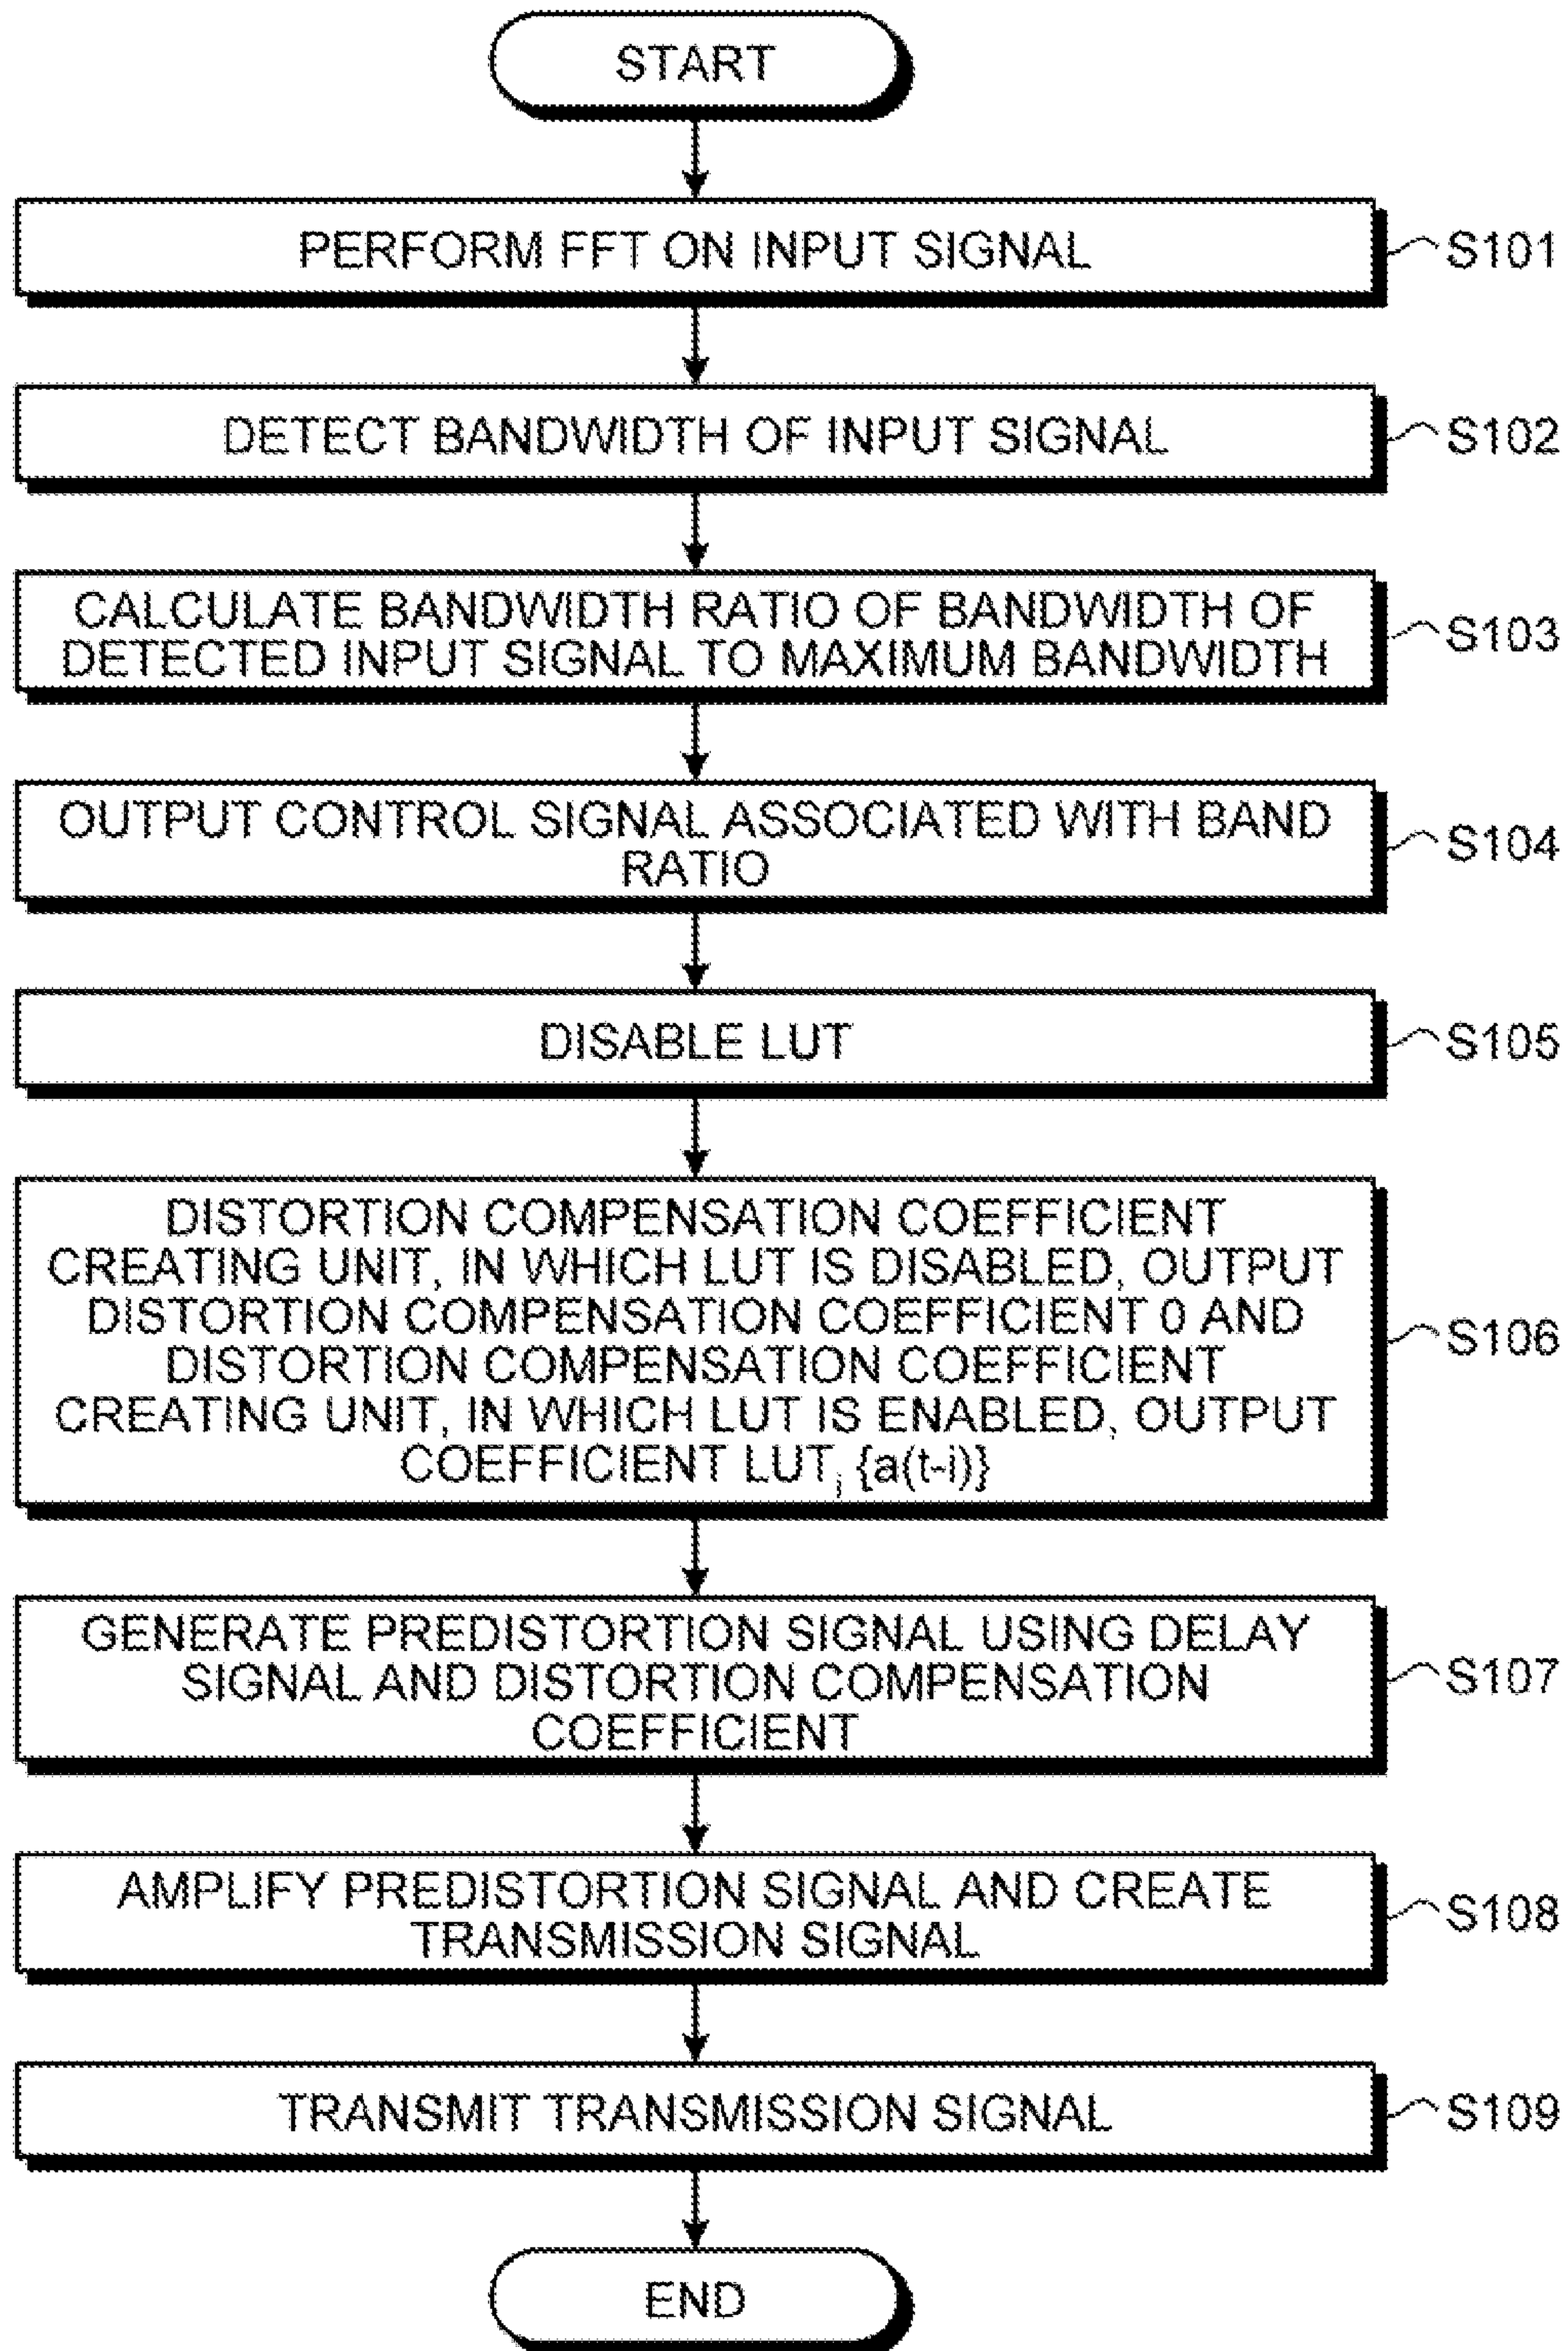 START
PERFORM FFT ON INPUT SIGNAL
S101
DETECT BANDWIDTH OF INPUT SIGNAL
S102
CALCULATE BANDWIDTH RATIO OF BANDWIDTH OF
DETECTED INPUT SIGNAL TO MAXIMUM BANDWIDTH
S103
OUTPUT CONTROL SIGNAL ASSOCIATED WITH BAND
RATIO
S104
DISABLE LUT
S105
DISTORTION COMPENSATION COEFFICIENT
CREATING UNIT, IN WHICH LUT IS DISABLED, OUTPUT
DISTORTION COMPENSATION COEFFICIENT 0 AND
DISTORTION COMPENSATION COEFFICIENT
CREATING UNIT, IN WHICH LUT IS ENABLED, OUTPUT
COEFFICIENT LUTᵢ {a(t-i)}
S106
GENERATE PREDISTORTION SIGNAL USING DELAY
SIGNAL AND DISTORTION COMPENSATION
COEFFICIENT
S107
AMPLIFY PREDISTORTION SIGNAL AND CREATE
TRANSMISSION SIGNAL
S108
TRANSMIT TRANSMISSION SIGNAL
S109
END